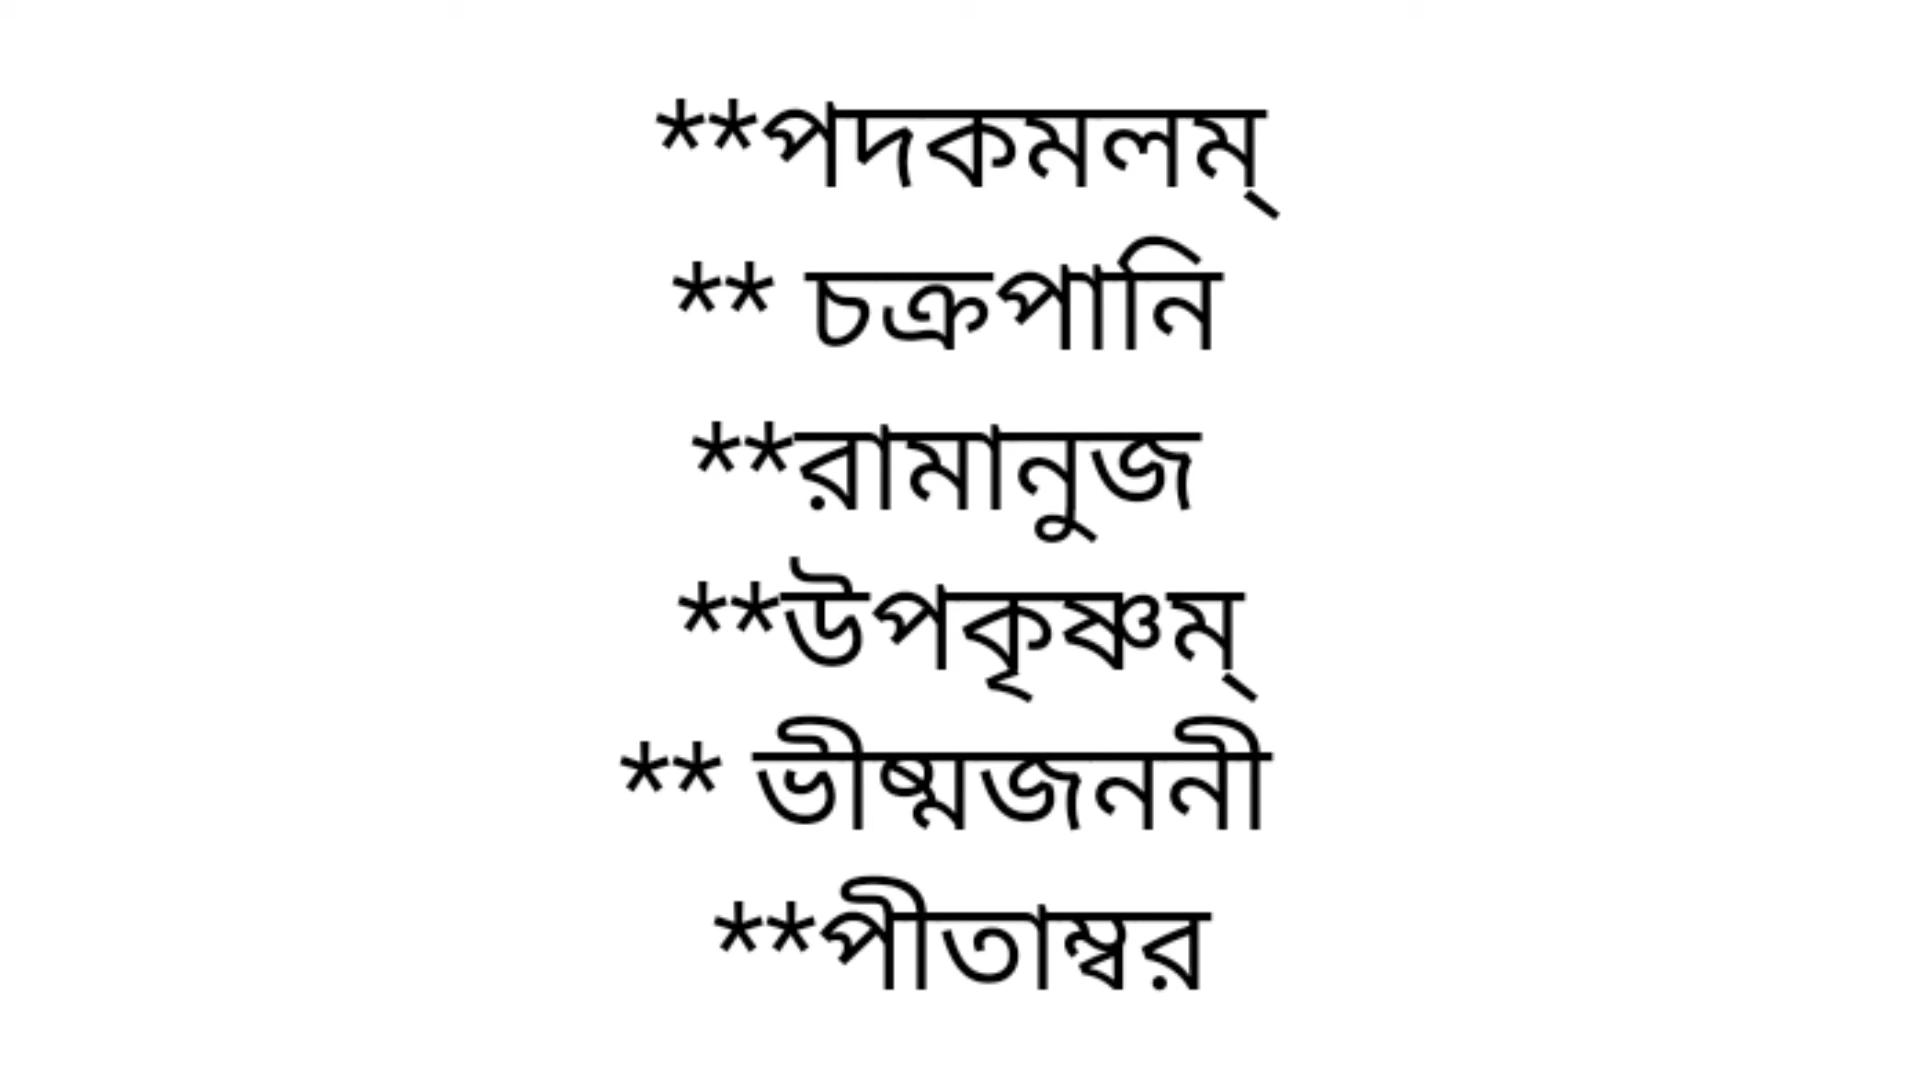 **পদকমলম্
** চক্রপানি
**রামানুজ
**উপকৃষ্ণম্
** ভীষ্মজননী
**পীতাম্বর